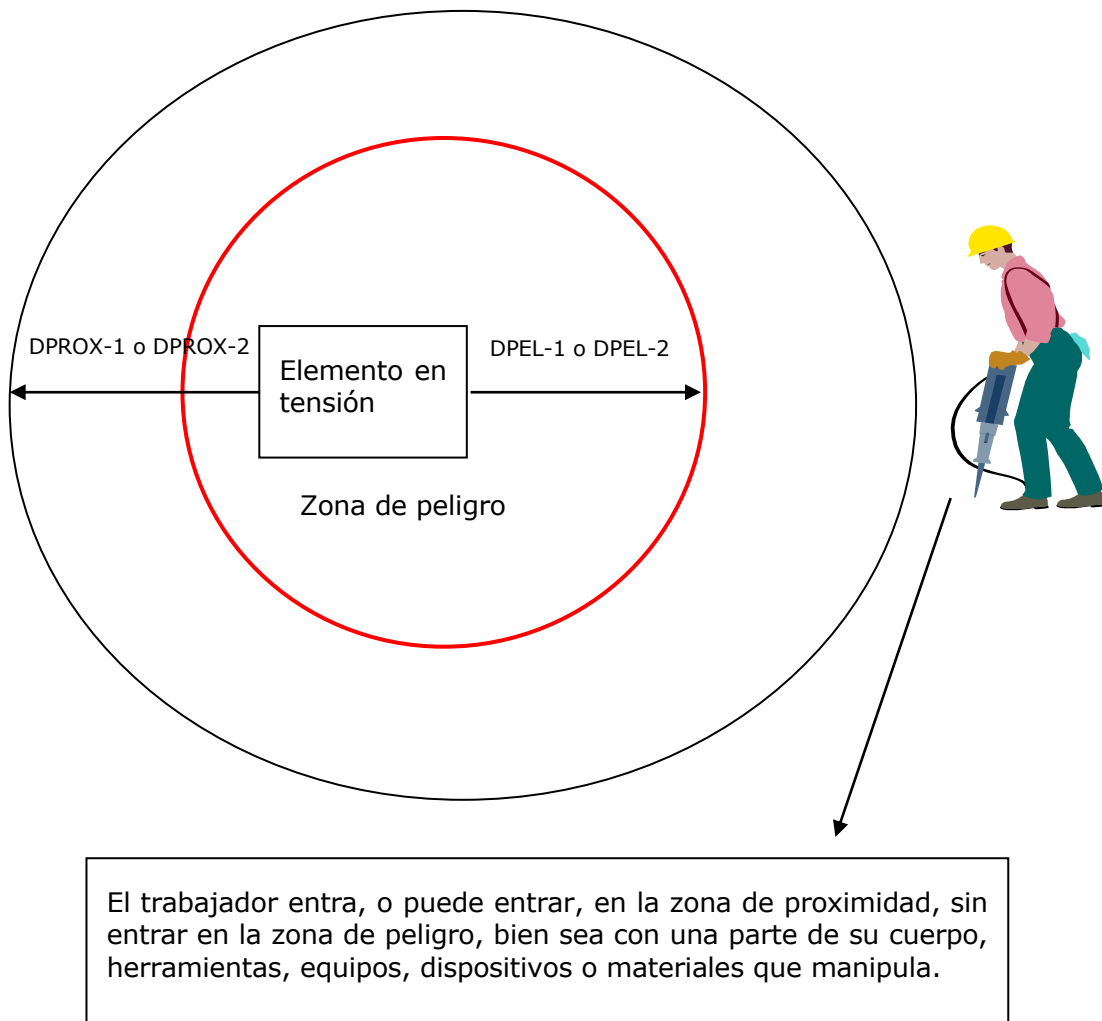 DPROX-1 o DPROX-2
DPEL-1 o DPEL-2
Elemento en
tensión
Zona de peligro
El trabajador entra, o puede entrar, en la zona de proximidad, sin
entrar en la zona de peligro, bien sea con una parte de su cuerpo,
herramientas, equipos, dispositivos o materiales que manipula.